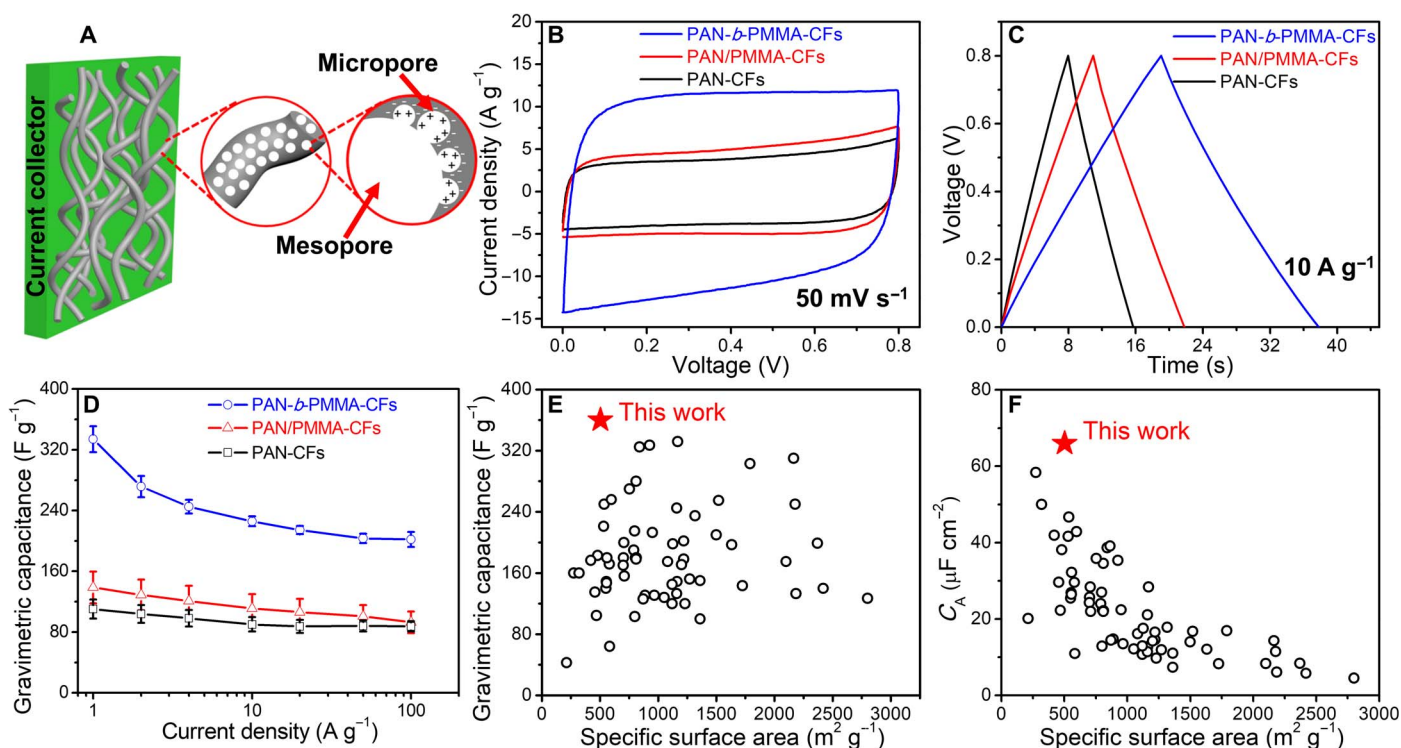 A
Current collector
Micropore
Mesopore
++
++
++
++
++
B
PAN-b-PMMA-CFs
PAN/PMMA-CFs
PAN-CFs
20
15
10
5
0
−5
−10
−15
Current density (A g⁻¹)
50 mV s⁻¹
0.0
0.2
0.4
0.6
0.8
Voltage (V)
C
PAN-b-PMMA-CFs
PAN/PMMA-CFs
PAN-CFs
1.2
0.8
0.4
0.0
Voltage (V)
10 A g⁻¹
0
8
16
24
32
40
Time (s)
D
PAN-b-PMMA-CFs
PAN/PMMA-CFs
PAN-CFs
400
320
240
160
80
0
Gravimetric capacitance (F g⁻¹)
1
10
100
Current density (A g⁻¹)
E
This work
400
320
240
160
80
0
Gravimetric capacitance (F g⁻¹)
0
500
1000
1500
2000
2500
3000
Specific surface area (m² g⁻¹)
F
This work
80
60
40
20
0
C_A (μF cm⁻²)
0
500
1000
1500
2000
2500
3000
Specific surface area (m² g⁻¹)